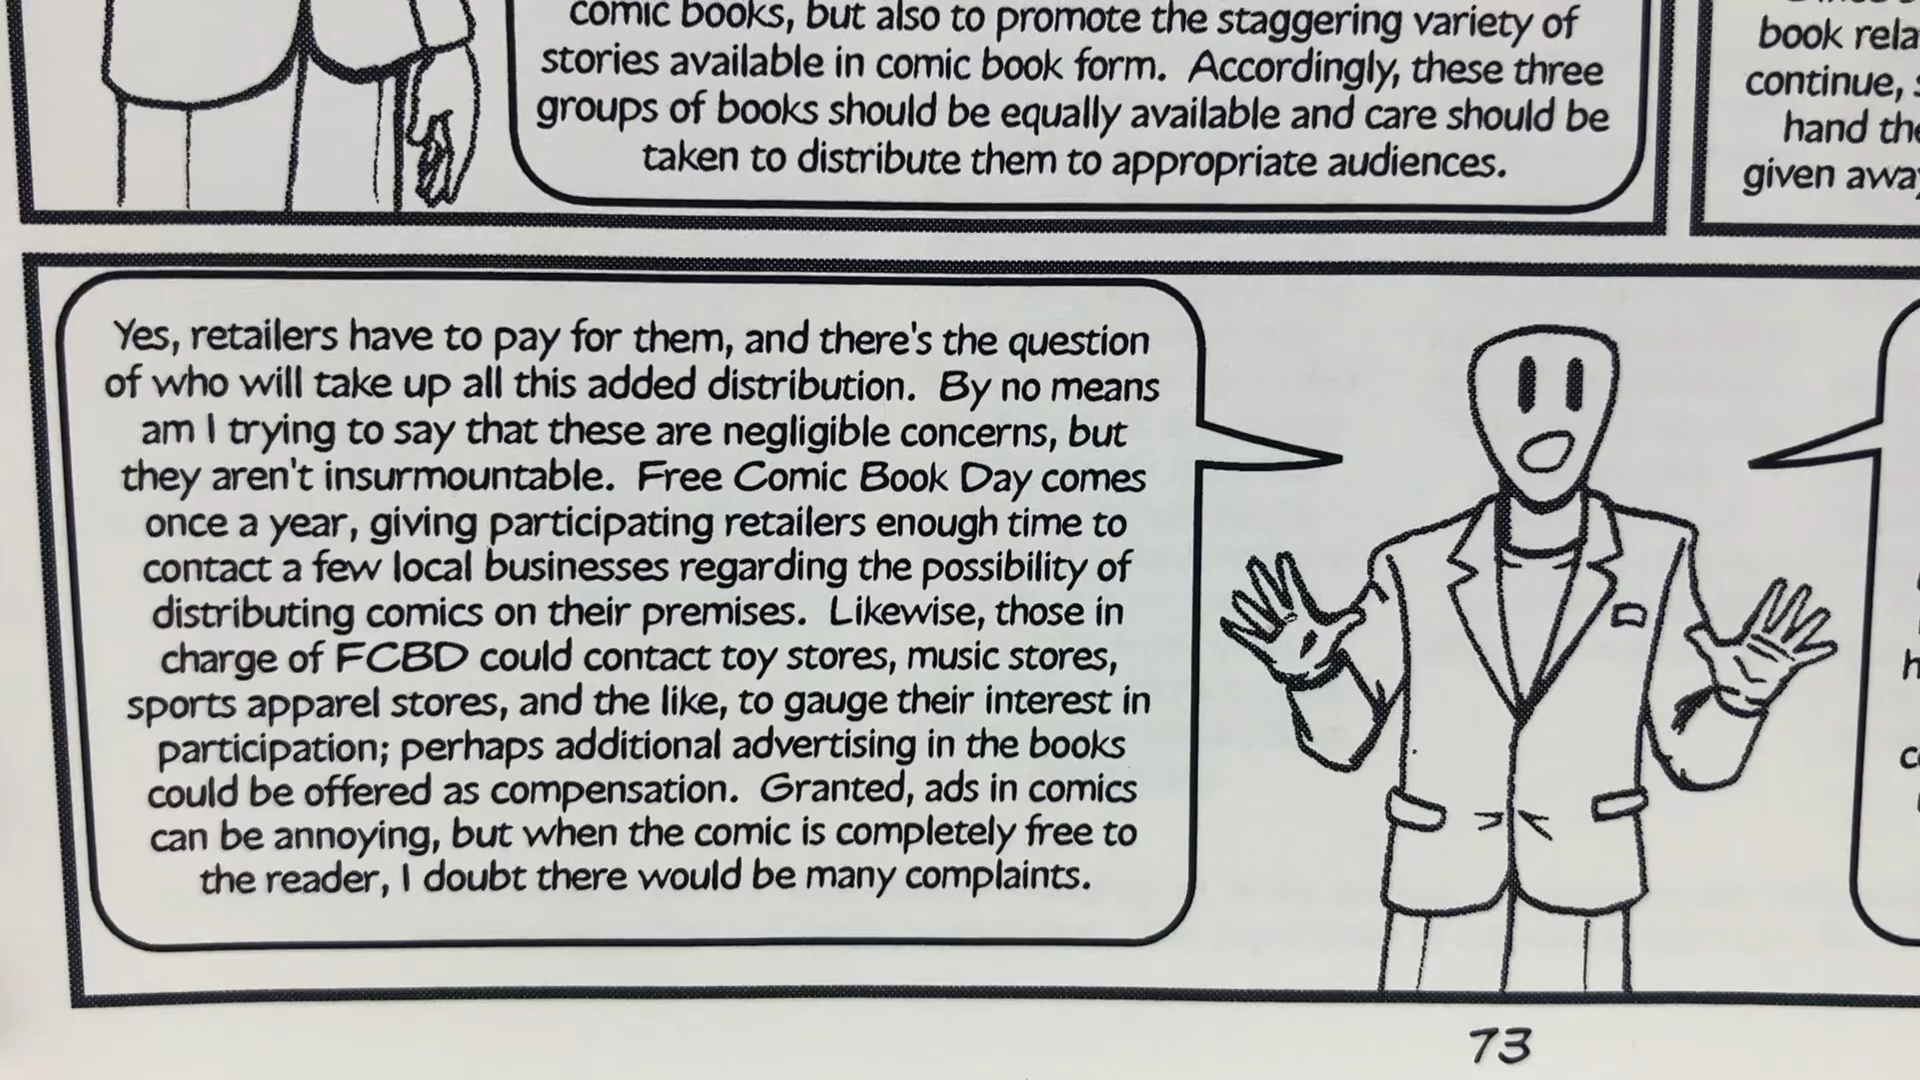 comic books, but also to promote the staggering variety of
stories available in comic book form. Accordingly, these three
groups of books should be equally available and care should be
taken to distribute them to appropriate audiences.
book rela
continue,
hand the
given away
Yes, retailers have to pay for them, and there's the question
of who will take up all this added distribution. By no means
am I trying to say that these are negligible concerns, but
they aren't insurmountable. Free Comic Book Day comes
once a year, giving participating retailers enough time to
contact a few local businesses regarding the possibility of
distributing comics on their premises. Likewise, those in
charge of FCBD could contact toy stores, music stores,
sports apparel stores, and the like, to gauge their interest in
participation; perhaps additional advertising in the books
could be offered as compensation. Granted, ads in comics
can be annoying, but when the comic is completely free to
the reader, I doubt there would be many complaints.
73